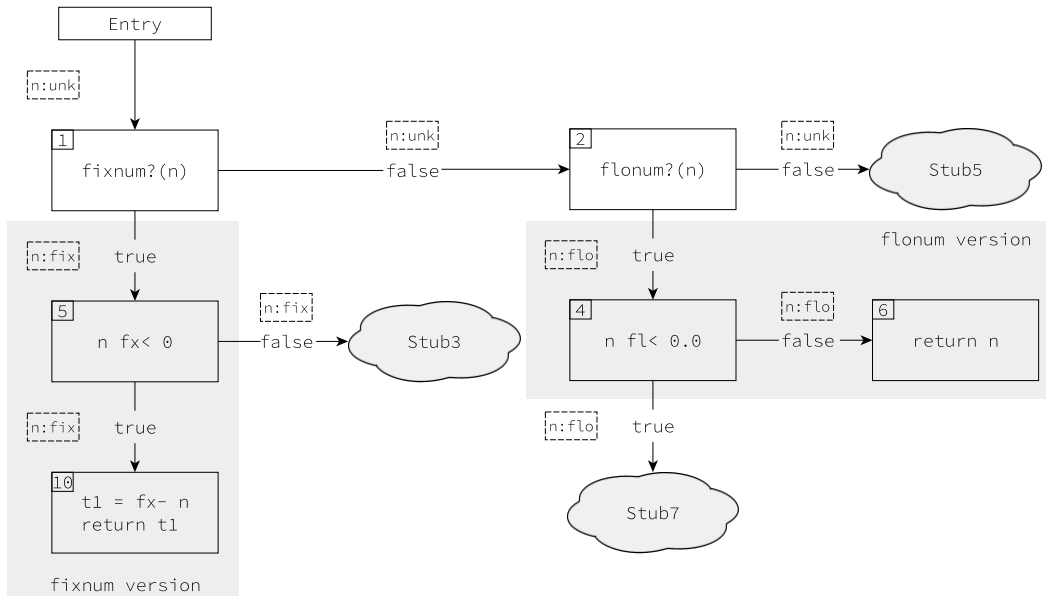 Entry
n:unk
1
fixnum?(n)
n:unk
false
2
flonum?(n)
n:unk
false
Stub5
flonum version
n:fix
true
n:flo
true
5
n fx< 0
n:fix
false
Stub3
4
n fl< 0.0
n:flo
false
6
return n
n:fix
true
n:flo
true
10
t1 = fx- n
return t1
Stub7
fixnum version